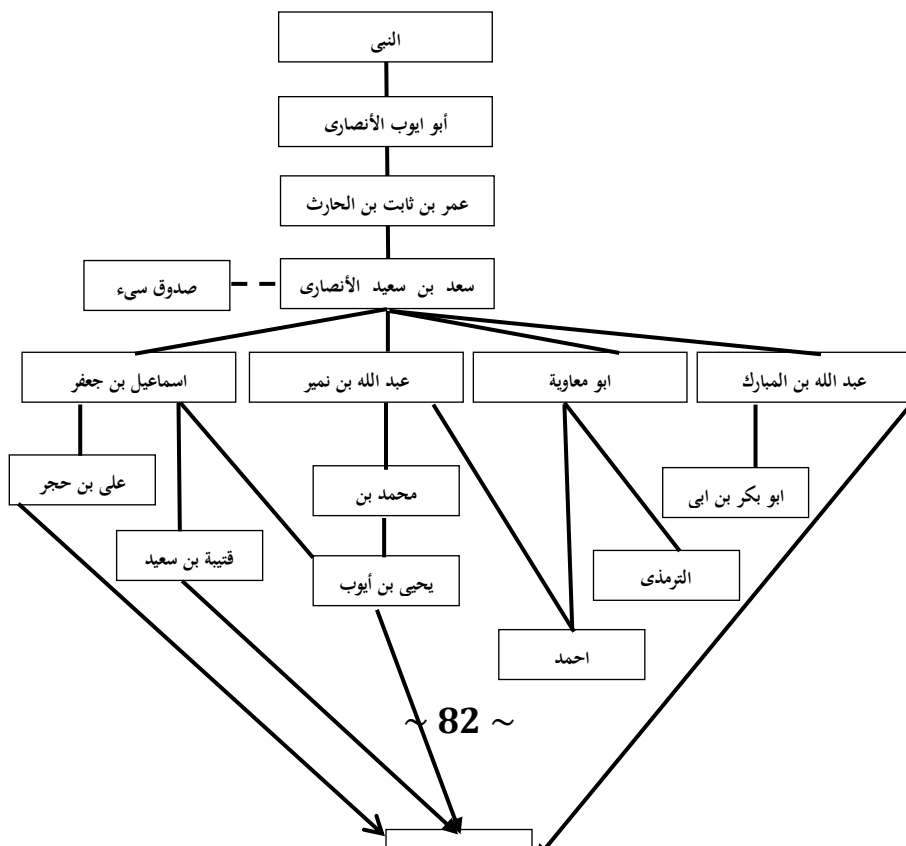 النبى
أبو ايوب الأنصارى
عمر بن ثابت بن الحارث
سعد بن سعيد الأنصارى
صدوق سىء
عبد الله بن المبارك
ابو معاوية
عبد الله بن نمير
اسماعيل بن جعفر
على بن حجر
محمد بن
ابو بكر بن ابى
قتيبة بن سعيد
يحيى بن أيوب
الترمذى
احمد
~ 82 ~